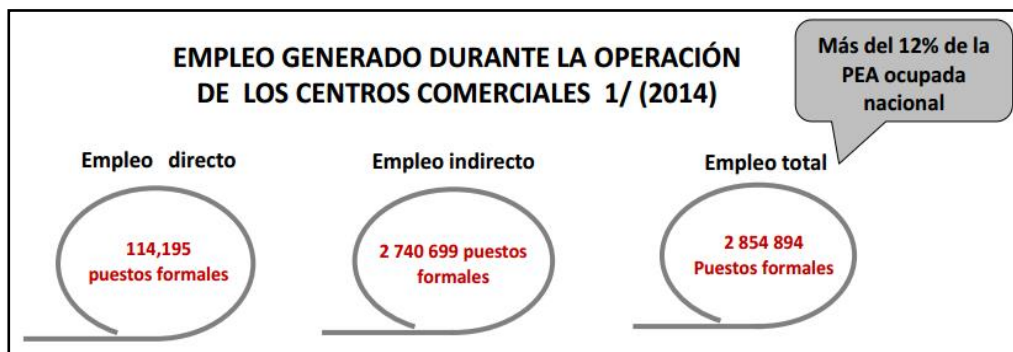 EMPLEO GENERADO DURANTE LA OPERACIÓN
DE LOS CENTROS COMERCIALES 1/ (2014)
Más del 12% de la
PEA ocupada
nacional
Empleo directo
114,195
puestos formales
Empleo indirecto
2 740 699 puestos
formales
Empleo total
2 854 894
Puestos formales